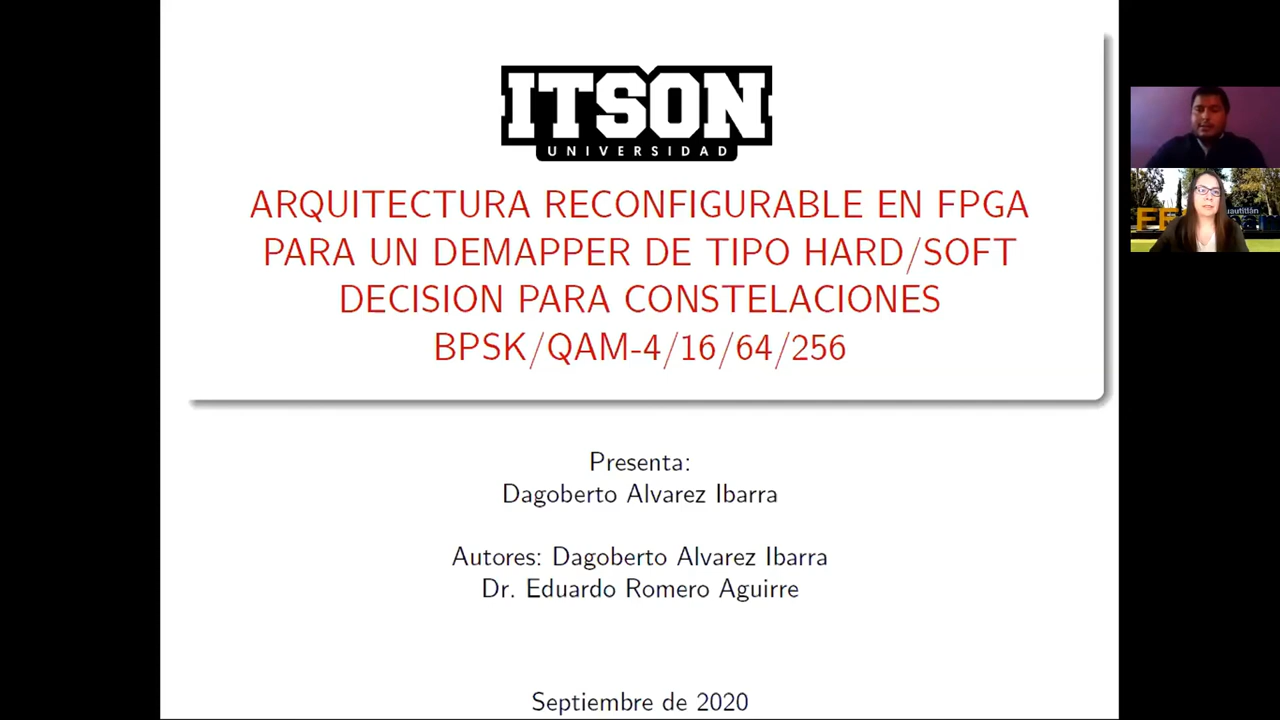 ITSON
UNIVERSIDAD
ARQUITECTURA RECONFIGURABLE EN FPGA
PARA UN DEMAPPER DE TIPO HARD/SOFT
DECISION PARA CONSTELACIONES
BPSK/QAM-4/16/64/256
Presenta:
Dagoberto Alvarez Ibarra
Autores: Dagoberto Alvarez Ibarra
Dr. Eduardo Romero Aguirre
Septiembre de 2020